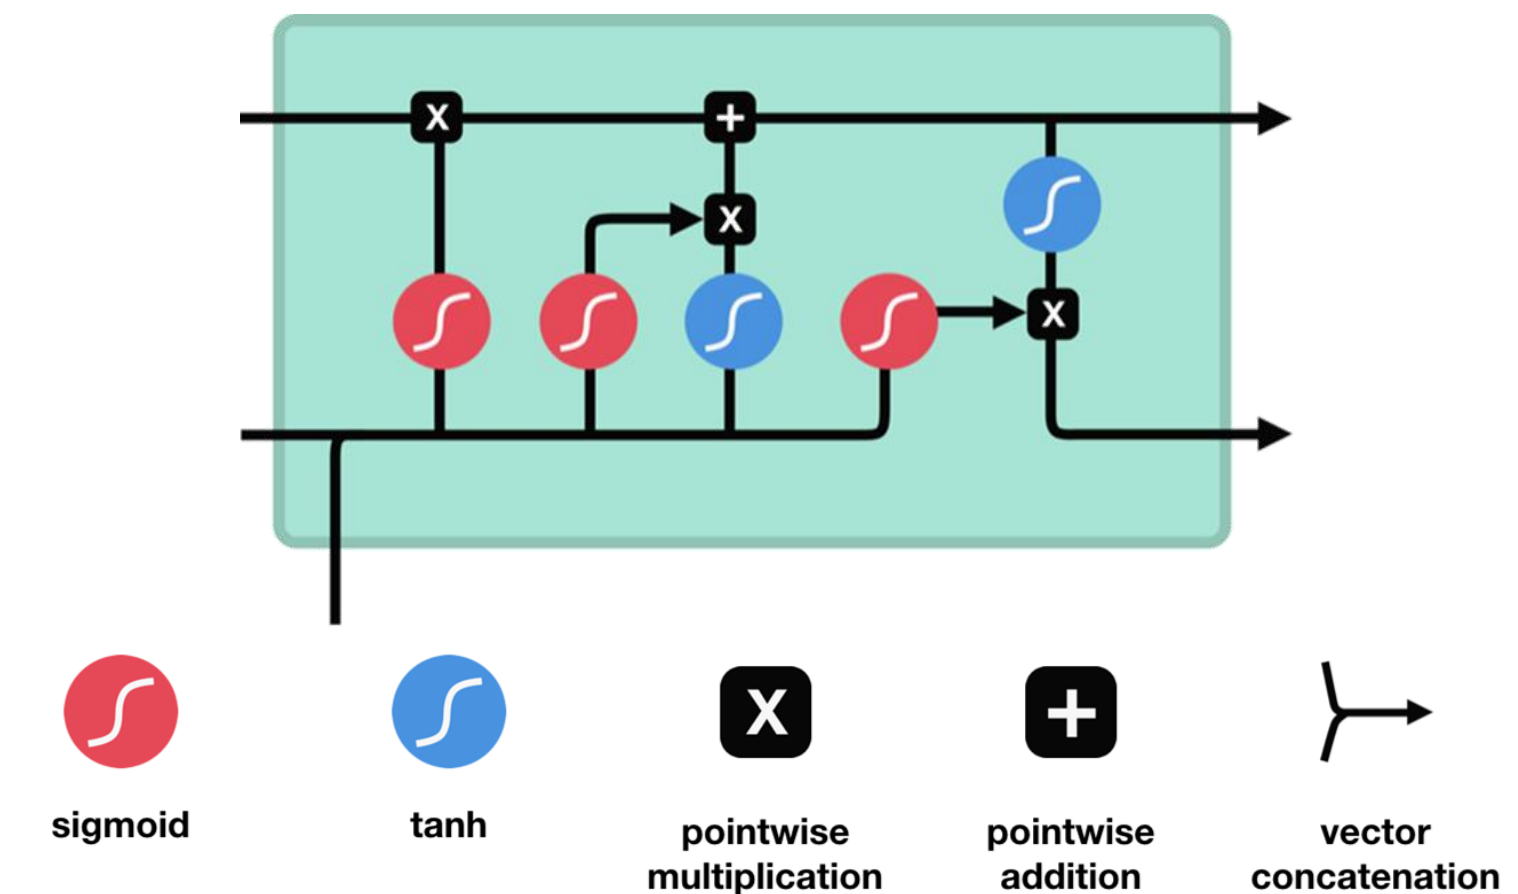 X
+
X
X
X
+
sigmoid
tanh
pointwise
multiplication
pointwise
addition
vector
concatenation